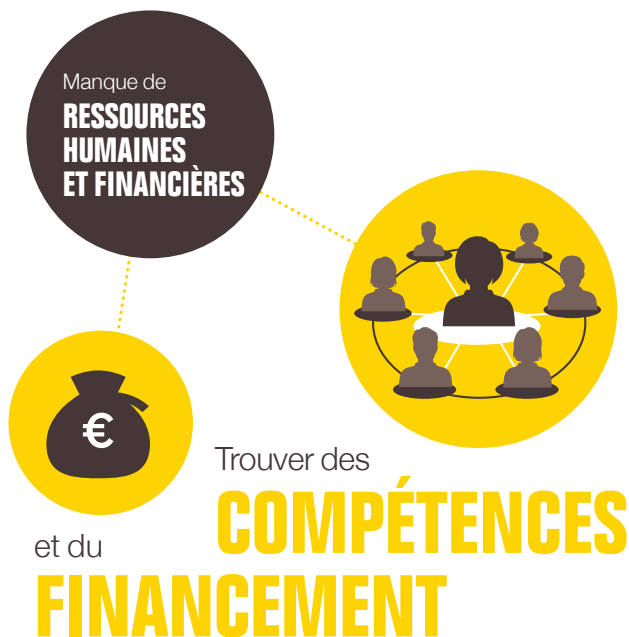 Manque de
RESSOURCES
HUMAINES
ET FINANCIÈRES
€
Trouver des
COMPÉTENCES
et du
FINANCEMENT